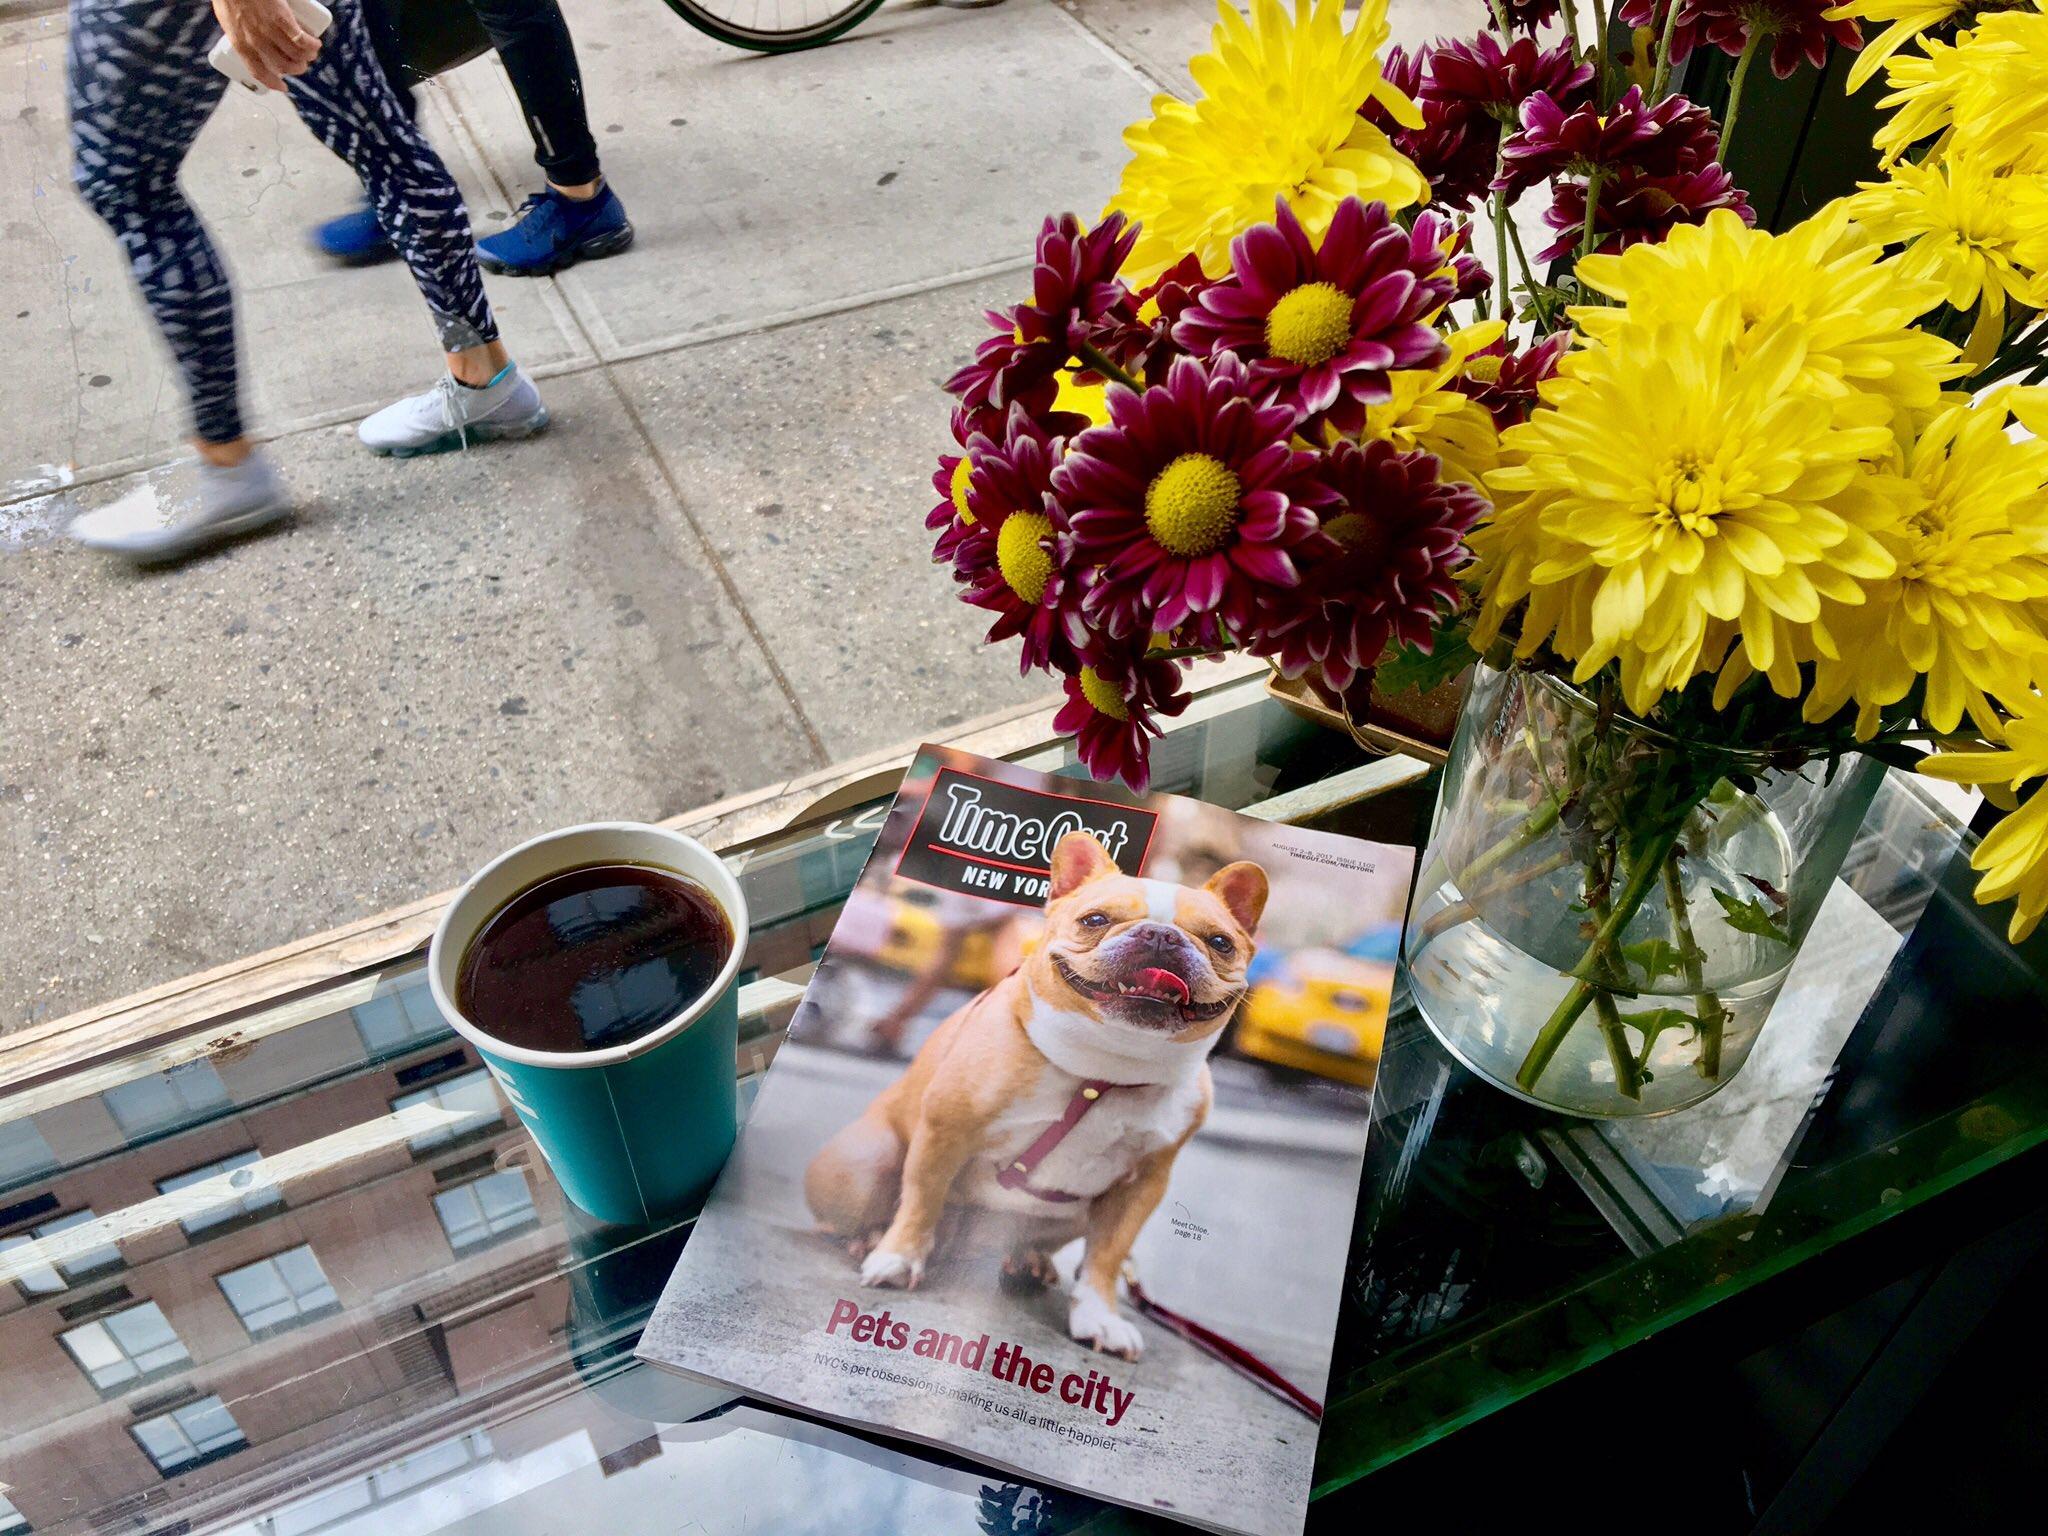 Time Out
NEW YOR
AUGUST 2–8, 2017 ISSUE 1102
TIMEOUT.COM/NEWYORK
Meet Chloe,
page 18
Pets and the city
NYC's pet obsession is making us all a little happier.